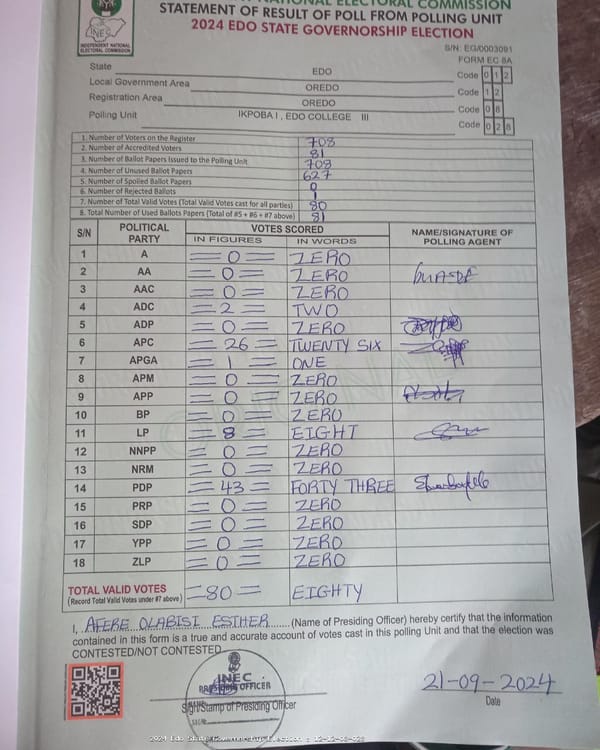 NATIONAL ELECTORAL COMMISSION
STATEMENT OF RESULT OF POLL FROM POLLING UNIT
2024 EDO STATE GOVERNORSHIP ELECTION
INEC
INDEPENDENT NATIONAL
ELECTORAL COMMISSION
S/N: EG/0003091
FORM EC 8A
State EDO Code 0 1 2
Local Government Area OREDO Code 1 2
Registration Area OREDO Code 0 8
Polling Unit IKPOBA I , EDO COLLEGE III Code 0 2 8
1. Number of Voters on the Register 708
2. Number of Accredited Voters 81
3. Number of Ballot Papers Issued to the Polling Unit 708
4. Number of Unused Ballot Papers 627
5. Number of Spoiled Ballot Papers 0
6. Number of Rejected Ballots 1
7. Number of Total Valid Votes (Total Valid Votes cast for all parties) 80
8. Total Number of Used Ballots Papers (Total of #5 + #6 + #7 above) 81
S/N POLITICAL PARTY VOTES SCORED NAME/SIGNATURE OF POLLING AGENT
IN FIGURES IN WORDS
1 A =0= ZERO
2 AA =0= ZERO
3 AAC =0= ZERO
4 ADC =2= TWO
5 ADP =0= ZERO
6 APC =26= TWENTY SIX
7 APGA =1= ONE
8 APM =0= ZERO
9 APP =0= ZERO
10 BP =0= ZERO
11 LP =8= EIGHT
12 NNPP =0= ZERO
13 NRM =0= ZERO
14 PDP =43= FORTY THREE
15 PRP =0= ZERO
16 SDP =0= ZERO
17 YPP =0= ZERO
18 ZLP =0= ZERO
TOTAL VALID VOTES =80= EIGHTY
(Record Total Valid Votes under #7 above)
I, AFERE OLABISI ESTHER (Name of Presiding Officer) hereby certify that the information
contained in this form is a true and accurate account of votes cast in this polling Unit and that the election was
CONTESTED/NOT CONTESTED
INEC
PRESIDING OFFICER
Sign/Stamp of Presiding Officer
21-09-2024
Date